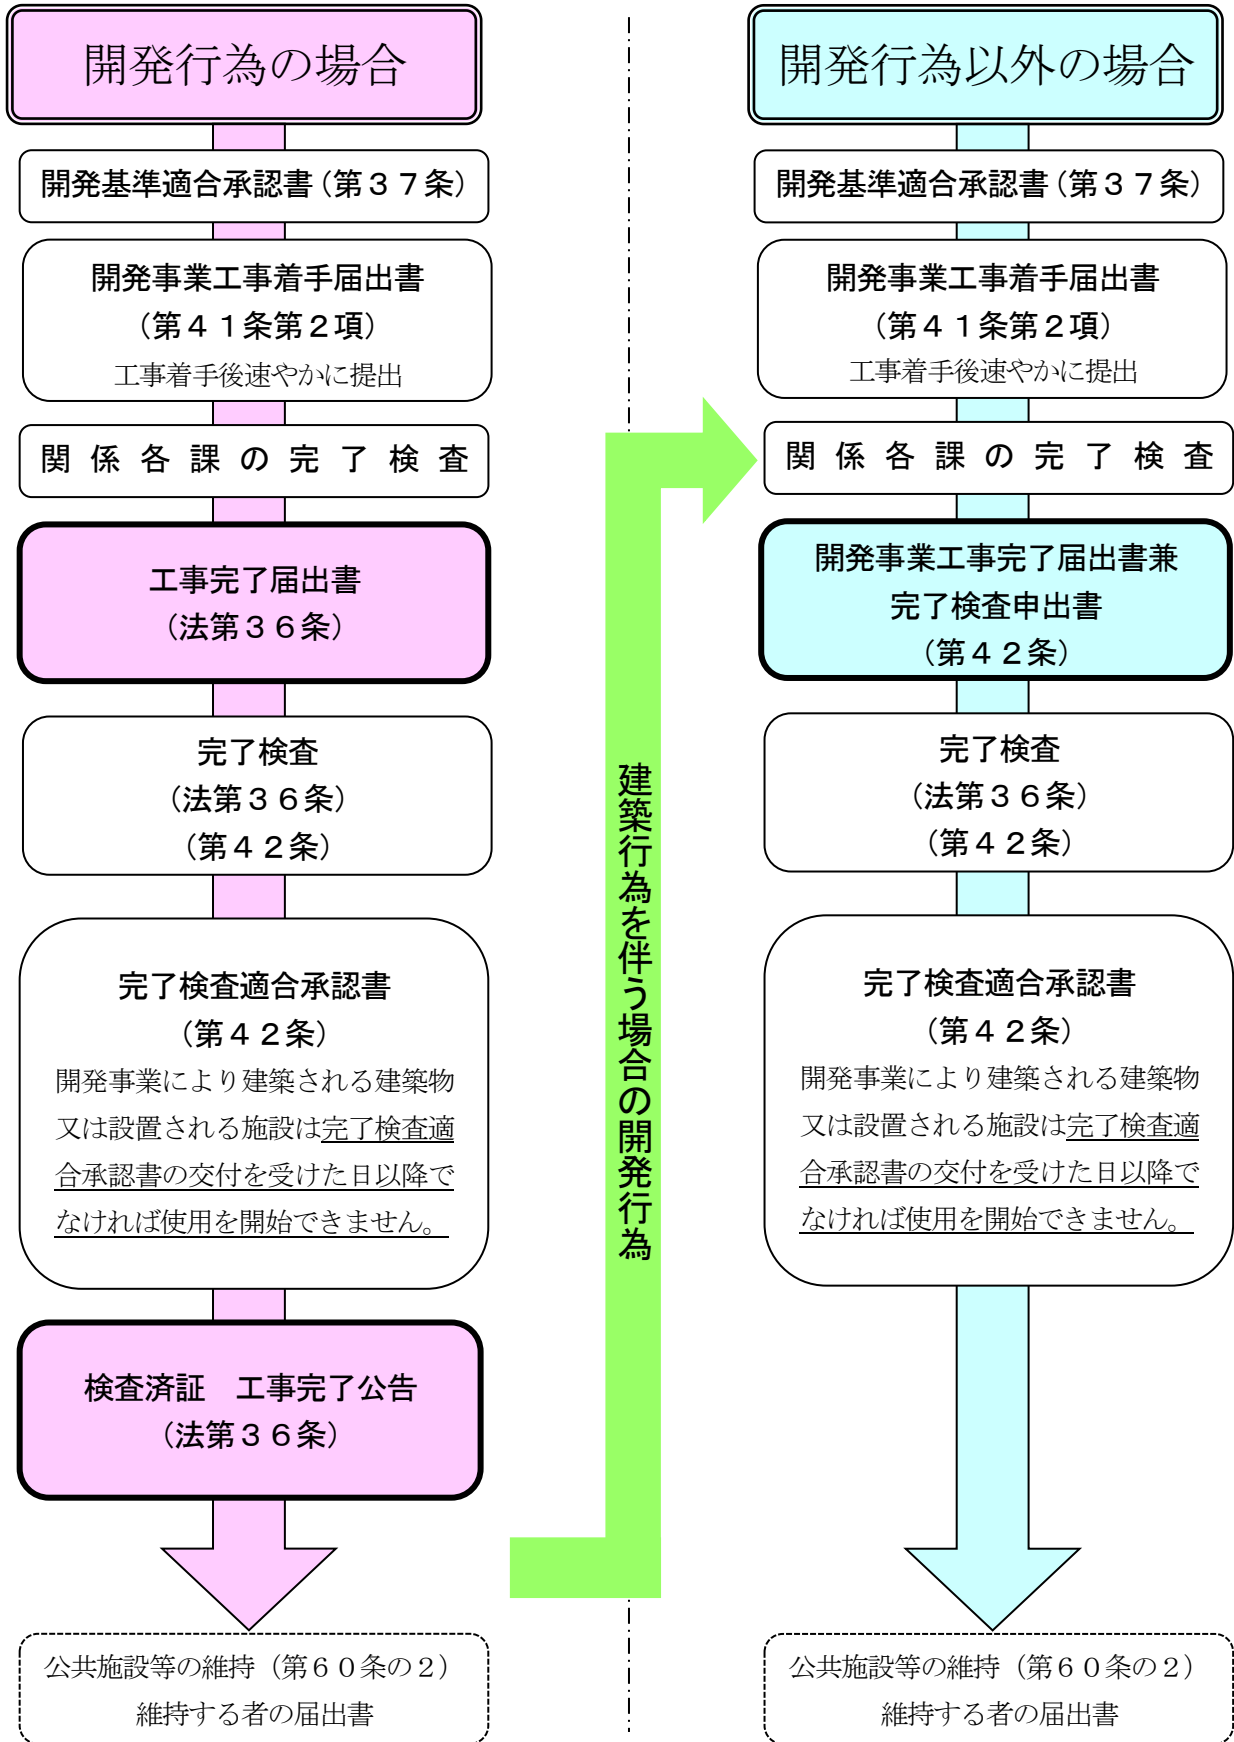 開発行為の場合
開発基準適合承認書（第３７条）
開発事業工事着手届出書
（第４１条第２項）
工事着手後速やかに提出
関係各課の完了検査
工事完了届出書
（法第３６条）
完了検査
（法第３６条）
（第４２条）
完了検査適合承認書
（第４２条）
開発事業により建築される建築物
又は設置される施設は完了検査適
合承認書の交付を受けた日以降で
なければ使用を開始できません。
検査済証　工事完了公告
（法第３６条）
公共施設等の維持（第６０条の２）
維持する者の届出書
建築行為を伴う場合の開発行為
開発行為以外の場合
開発基準適合承認書（第３７条）
開発事業工事着手届出書
（第４１条第２項）
工事着手後速やかに提出
関係各課の完了検査
開発事業工事完了届出書兼
完了検査申出書
（第４２条）
完了検査
（法第３６条）
（第４２条）
完了検査適合承認書
（第４２条）
開発事業により建築される建築物
又は設置される施設は完了検査適
合承認書の交付を受けた日以降で
なければ使用を開始できません。
公共施設等の維持（第６０条の２）
維持する者の届出書